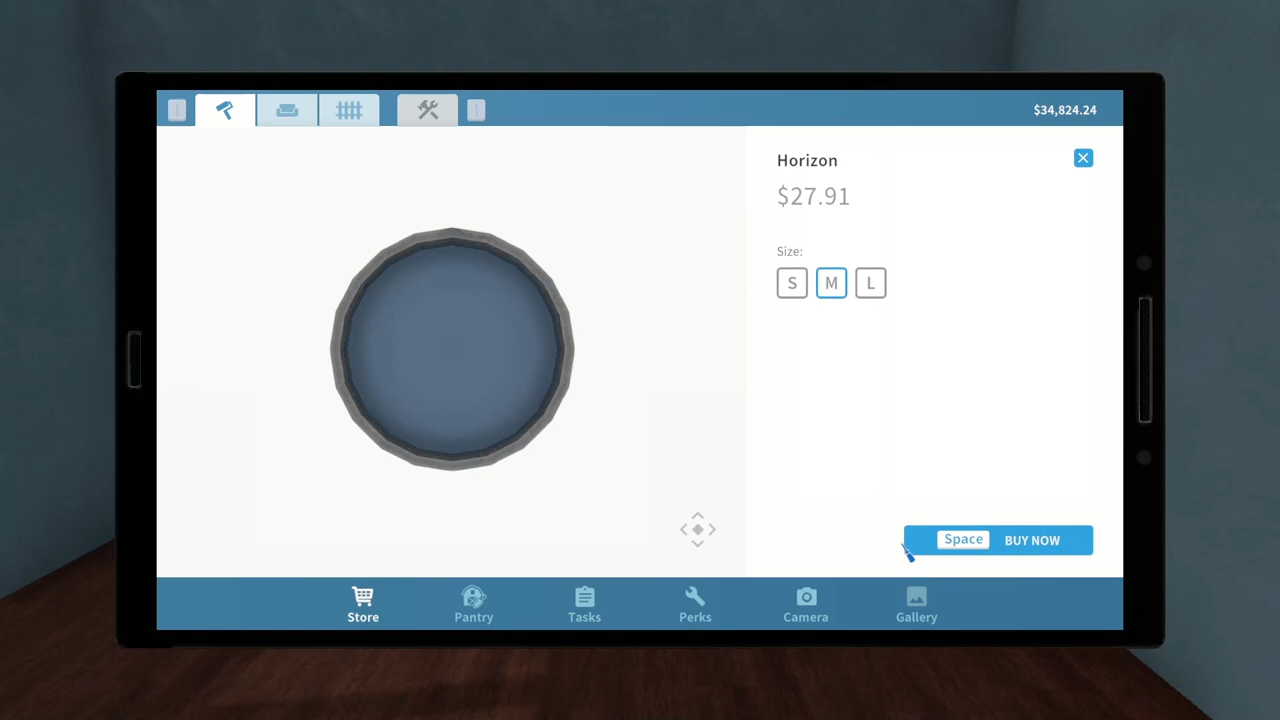 $34,824.24
Horizon
$27.91
Size:
S M L
Space BUY NOW
Store Pantry Tasks Perks Camera Gallery